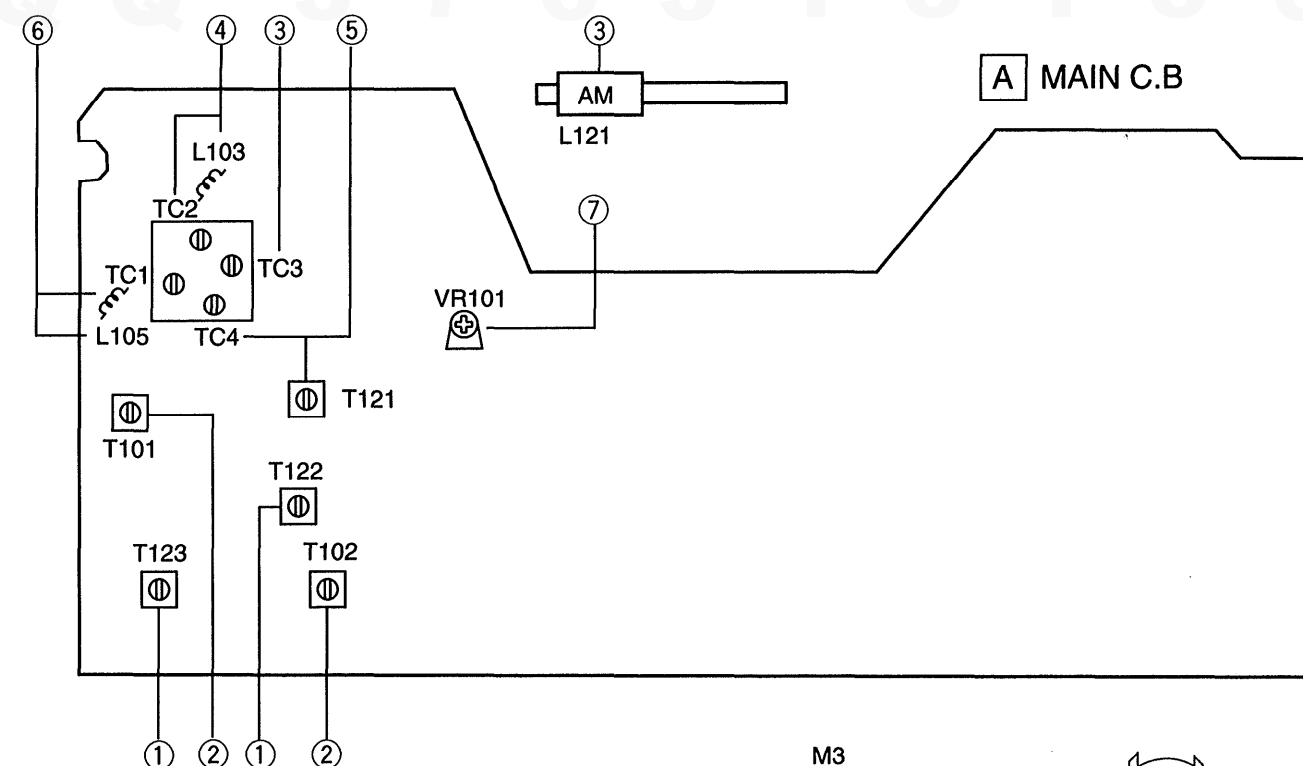 ⑥ ④ ③ ⑤ ③
A MAIN C.B
AM
L121
L103
TC2
⑦
TC1
TC3
VR101
L105
TC4
T121
T101
T122
T123
T102
① ② ① ②
M3